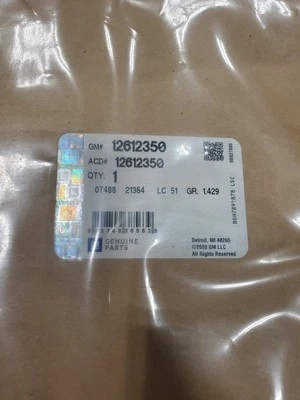 GM# 12612350
ACD# 12612350
QTY. 1
07488 21364 LC 51 GR. 1.429
GM
GENUINE
PARTS
Detroit, MI 48265
©2020 GM LLC
All Rights Reserved